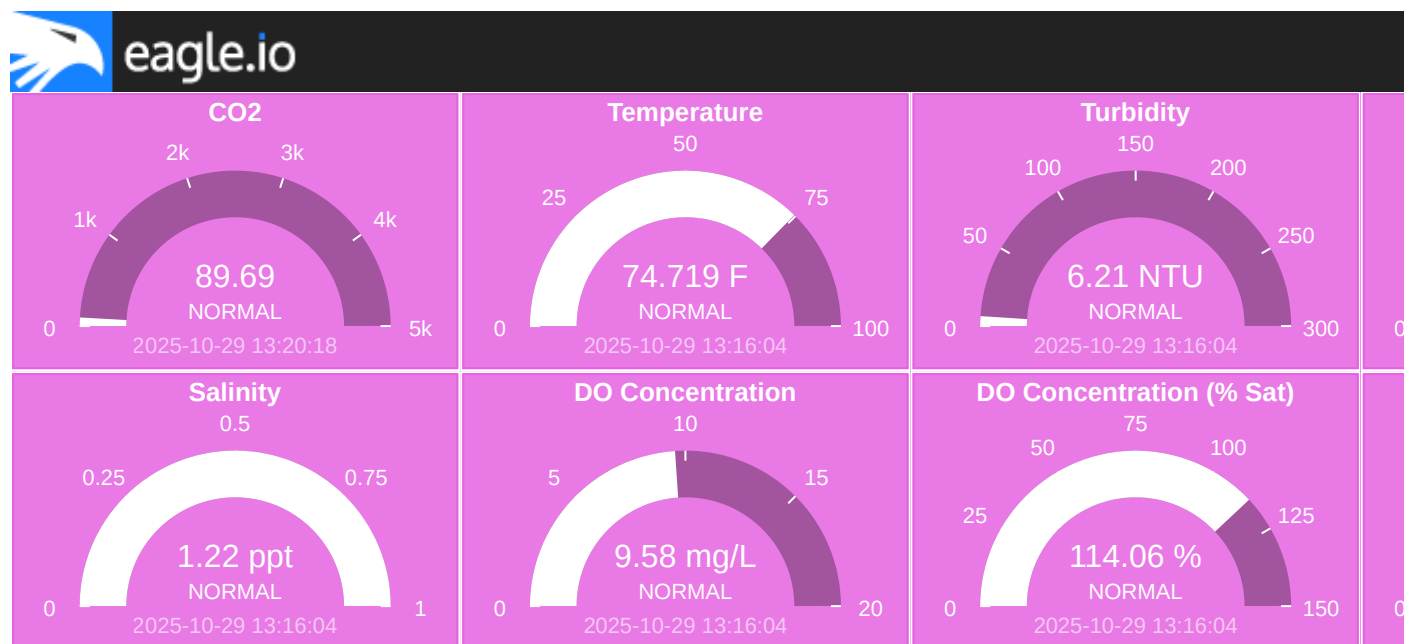 eagle.io
CO2
0
1k
2k
3k
4k
5k
89.69
NORMAL
2025-10-29 13:20:18
Temperature
0
25
50
75
100
74.719 F
NORMAL
2025-10-29 13:16:04
Turbidity
0
50
100
150
200
250
300
6.21 NTU
NORMAL
2025-10-29 13:16:04
0
Salinity
0
0.25
0.5
0.75
1
1.22 ppt
NORMAL
2025-10-29 13:16:04
DO Concentration
0
5
10
15
20
9.58 mg/L
NORMAL
2025-10-29 13:16:04
DO Concentration (% Sat)
0
25
50
75
100
125
150
114.06 %
NORMAL
2025-10-29 13:16:04
0